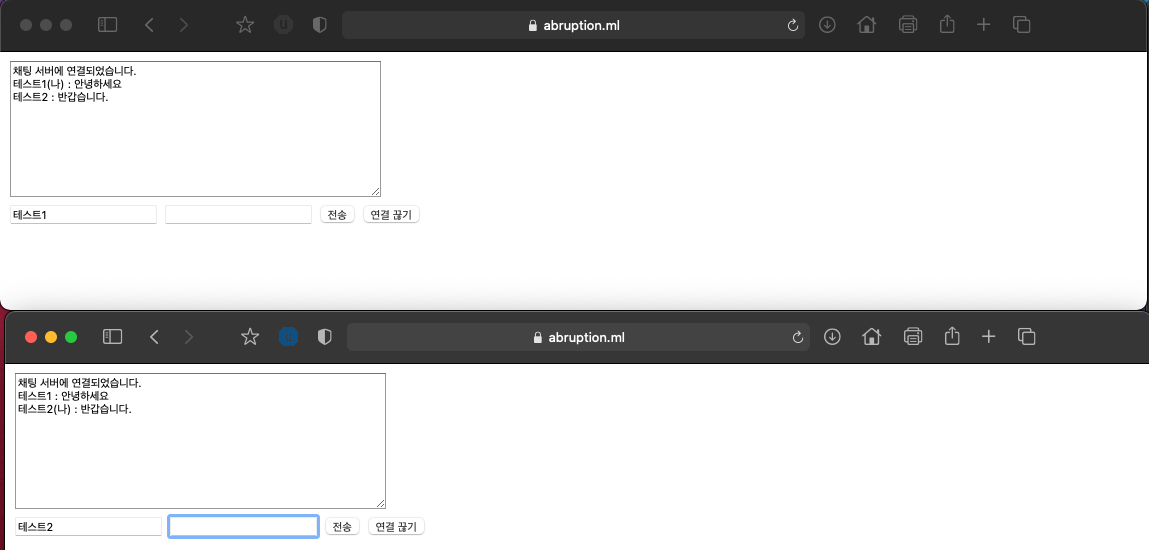 abruption.ml
채팅 서버에 연결되었습니다.
테스트1(나) : 안녕하세요
테스트2 : 반갑습니다.
테스트1 전송 연결 끊기
abruption.ml
채팅 서버에 연결되었습니다.
테스트1 : 안녕하세요
테스트2(나) : 반갑습니다.
테스트2 전송 연결 끊기